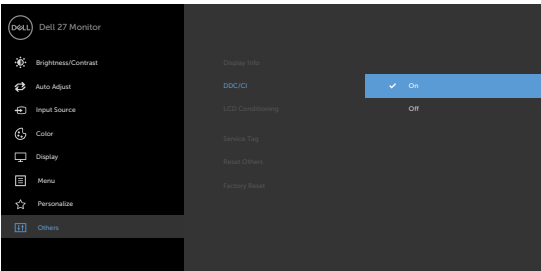 DELL Dell 27 Monitor
Brightness/Contrast
Display Info
Auto Adjust
DDC/CI
On
Input Source
LCD Conditioning
Off
Color
Service Tag
Display
Reset Others
Menu
Factory Reset
Personalize
Others